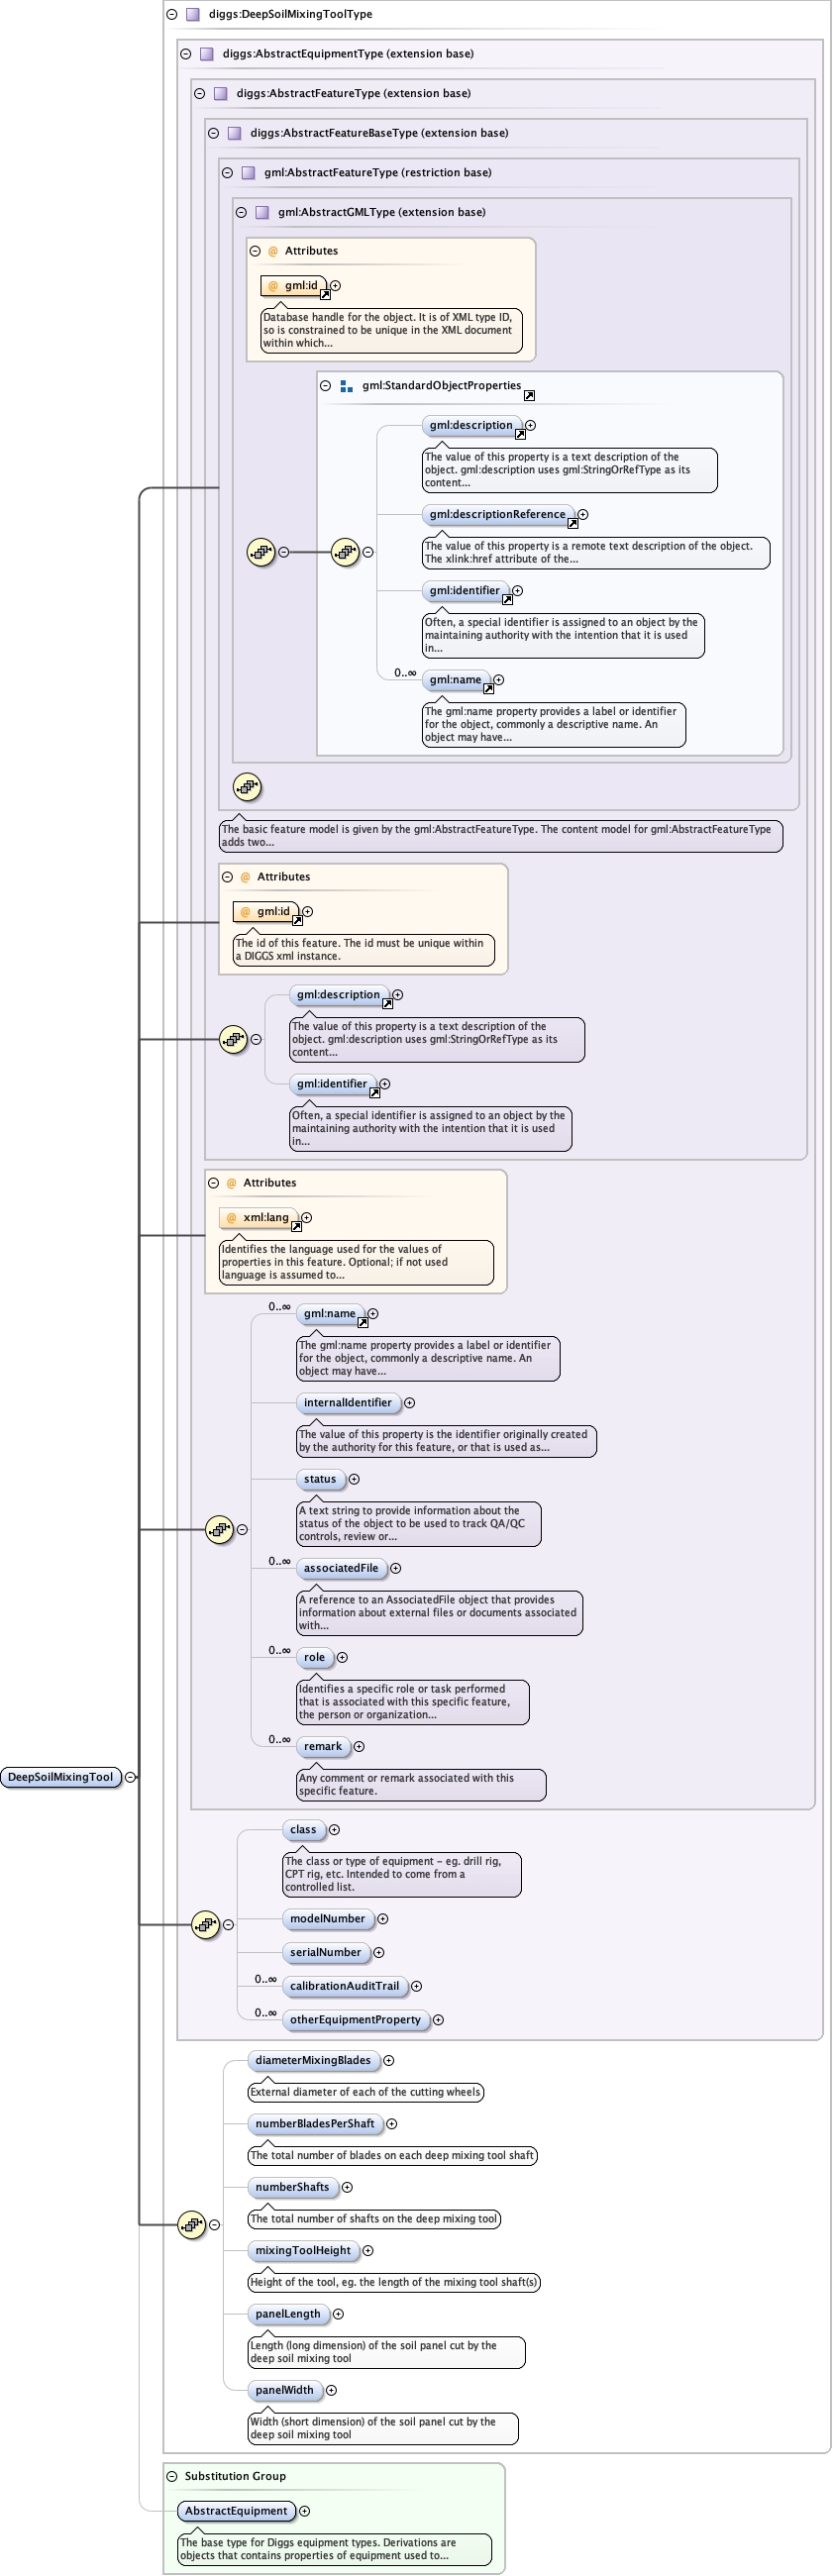 diggs:DeepSoilMixingToolType
diggs:AbstractEquipmentType (extension base)
diggs:AbstractFeatureType (extension base)
diggs:AbstractFeatureBaseType (extension base)
gml:AbstractFeatureType (restriction base)
gml:AbstractGMLType (extension base)
@ Attributes
@ gml:id
Database handle for the object. It is of XML type ID,
so is constrained to be unique in the XML document
within which...
gml:StandardObjectProperties
gml:description
The value of this property is a text description of the
object. gml:description uses gml:StringOrRefType as its
content...
gml:descriptionReference
The value of this property is a remote text description of the object.
The xlink:href attribute of the...
gml:identifier
Often, a special identifier is assigned to an object by the
maintaining authority with the intention that it is used
in...
0..∞
gml:name
The gml:name property provides a label or identifier
for the object, commonly a descriptive name. An
object may have...
The basic feature model is given by the gml:AbstractFeatureType. The content model for gml:AbstractFeatureType
adds two...
@ Attributes
@ gml:id
The id of this feature. The id must be unique within
a DIGGS xml instance.
gml:description
The value of this property is a text description of the
object. gml:description uses gml:StringOrRefType as its
content...
gml:identifier
Often, a special identifier is assigned to an object by the
maintaining authority with the intention that it is used
in...
@ Attributes
@ xml:lang
Identifies the language used for the values of
properties in this feature. Optional; if not used
language is assumed to...
0..∞
gml:name
The gml:name property provides a label or identifier
for the object, commonly a descriptive name. An
object may have...
internalIdentifier
The value of this property is the identifier originally created
by the authority for this feature, or that is used as...
status
A text string to provide information about the
status of the object to be used to track QA/QC
controls, review or...
0..∞
associatedFile
A reference to an AssociatedFile object that provides
information about external files or documents associated
with...
0..∞
role
Identifies a specific role or task performed
that is associated with this specific feature,
the person or organization...
0..∞
remark
Any comment or remark associated with this
specific feature.
DeepSoilMixingTool
class
The class or type of equipment - eg. drill rig,
CPT rig, etc. Intended to come from a
controlled list.
modelNumber
serialNumber
0..∞
calibrationAuditTrail
0..∞
otherEquipmentProperty
diameterMixingBlades
External diameter of each of the cutting wheels
numberBladesPerShaft
The total number of blades on each deep mixing tool shaft
numberShafts
The total number of shafts on the deep mixing tool
mixingToolHeight
Height of the tool, eg. the length of the mixing tool shaft(s)
panelLength
Length (long dimension) of the soil panel cut by the
deep soil mixing tool
panelWidth
Width (short dimension) of the soil panel cut by the
deep soil mixing tool
Substitution Group
AbstractEquipment
The base type for Diggs equipment types. Derivations are
objects that contains properties of equipment used to...